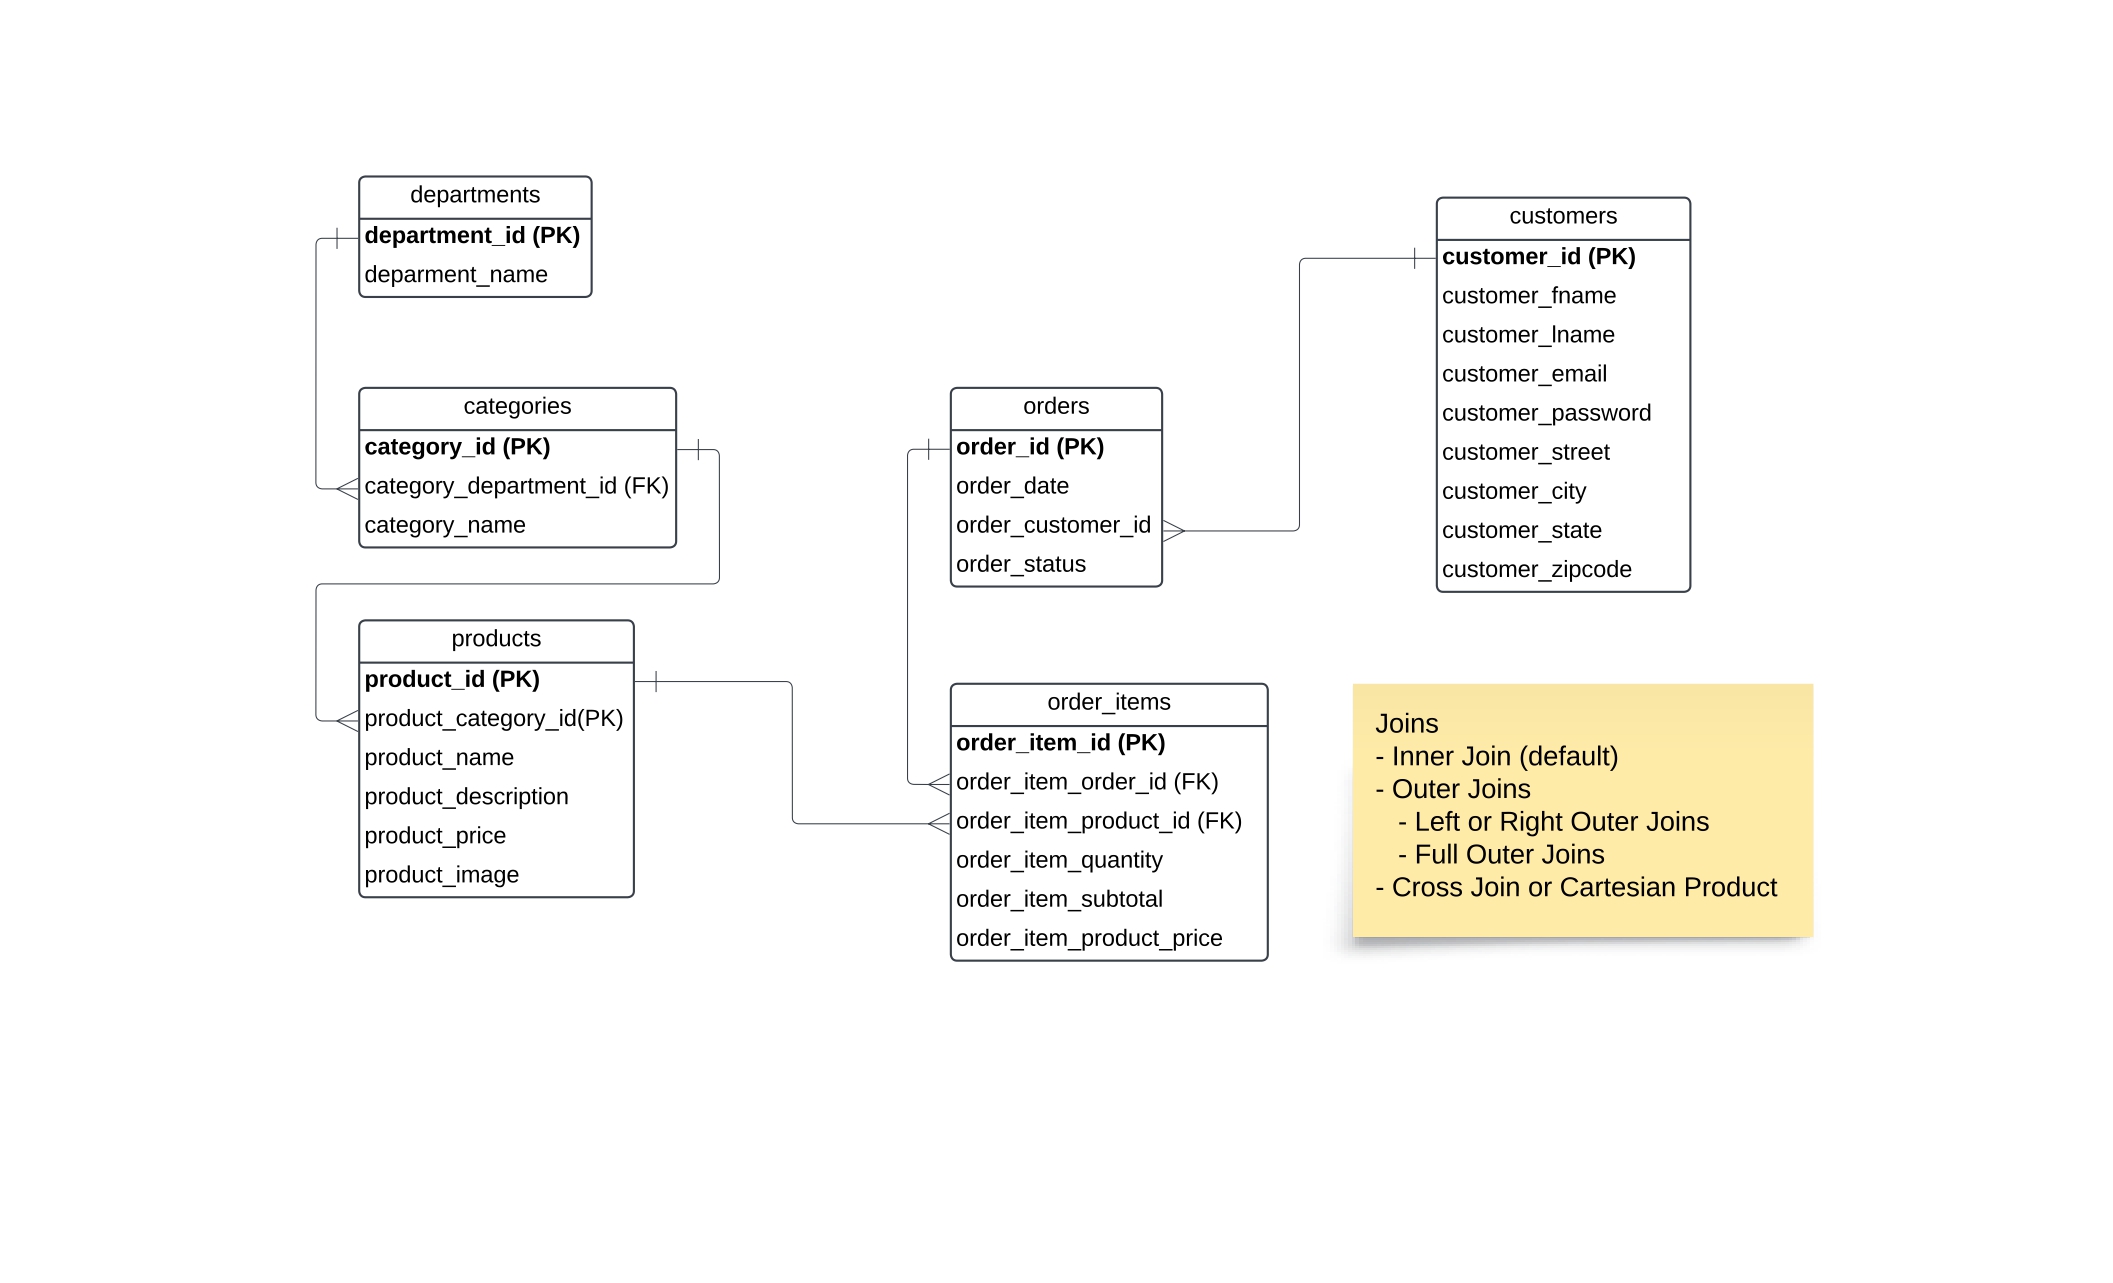 departments
department_id (PK)
deparment_name
categories
category_id (PK)
category_department_id (FK)
category_name
products
product_id (PK)
product_category_id(PK)
product_name
product_description
product_price
product_image
orders
order_id (PK)
order_date
order_customer_id
order_status
order_items
order_item_id (PK)
order_item_order_id (FK)
order_item_product_id (FK)
order_item_quantity
order_item_subtotal
order_item_product_price
customers
customer_id (PK)
customer_fname
customer_lname
customer_email
customer_password
customer_street
customer_city
customer_state
customer_zipcode
Joins
- Inner Join (default)
- Outer Joins
- Left or Right Outer Joins
- Full Outer Joins
- Cross Join or Cartesian Product